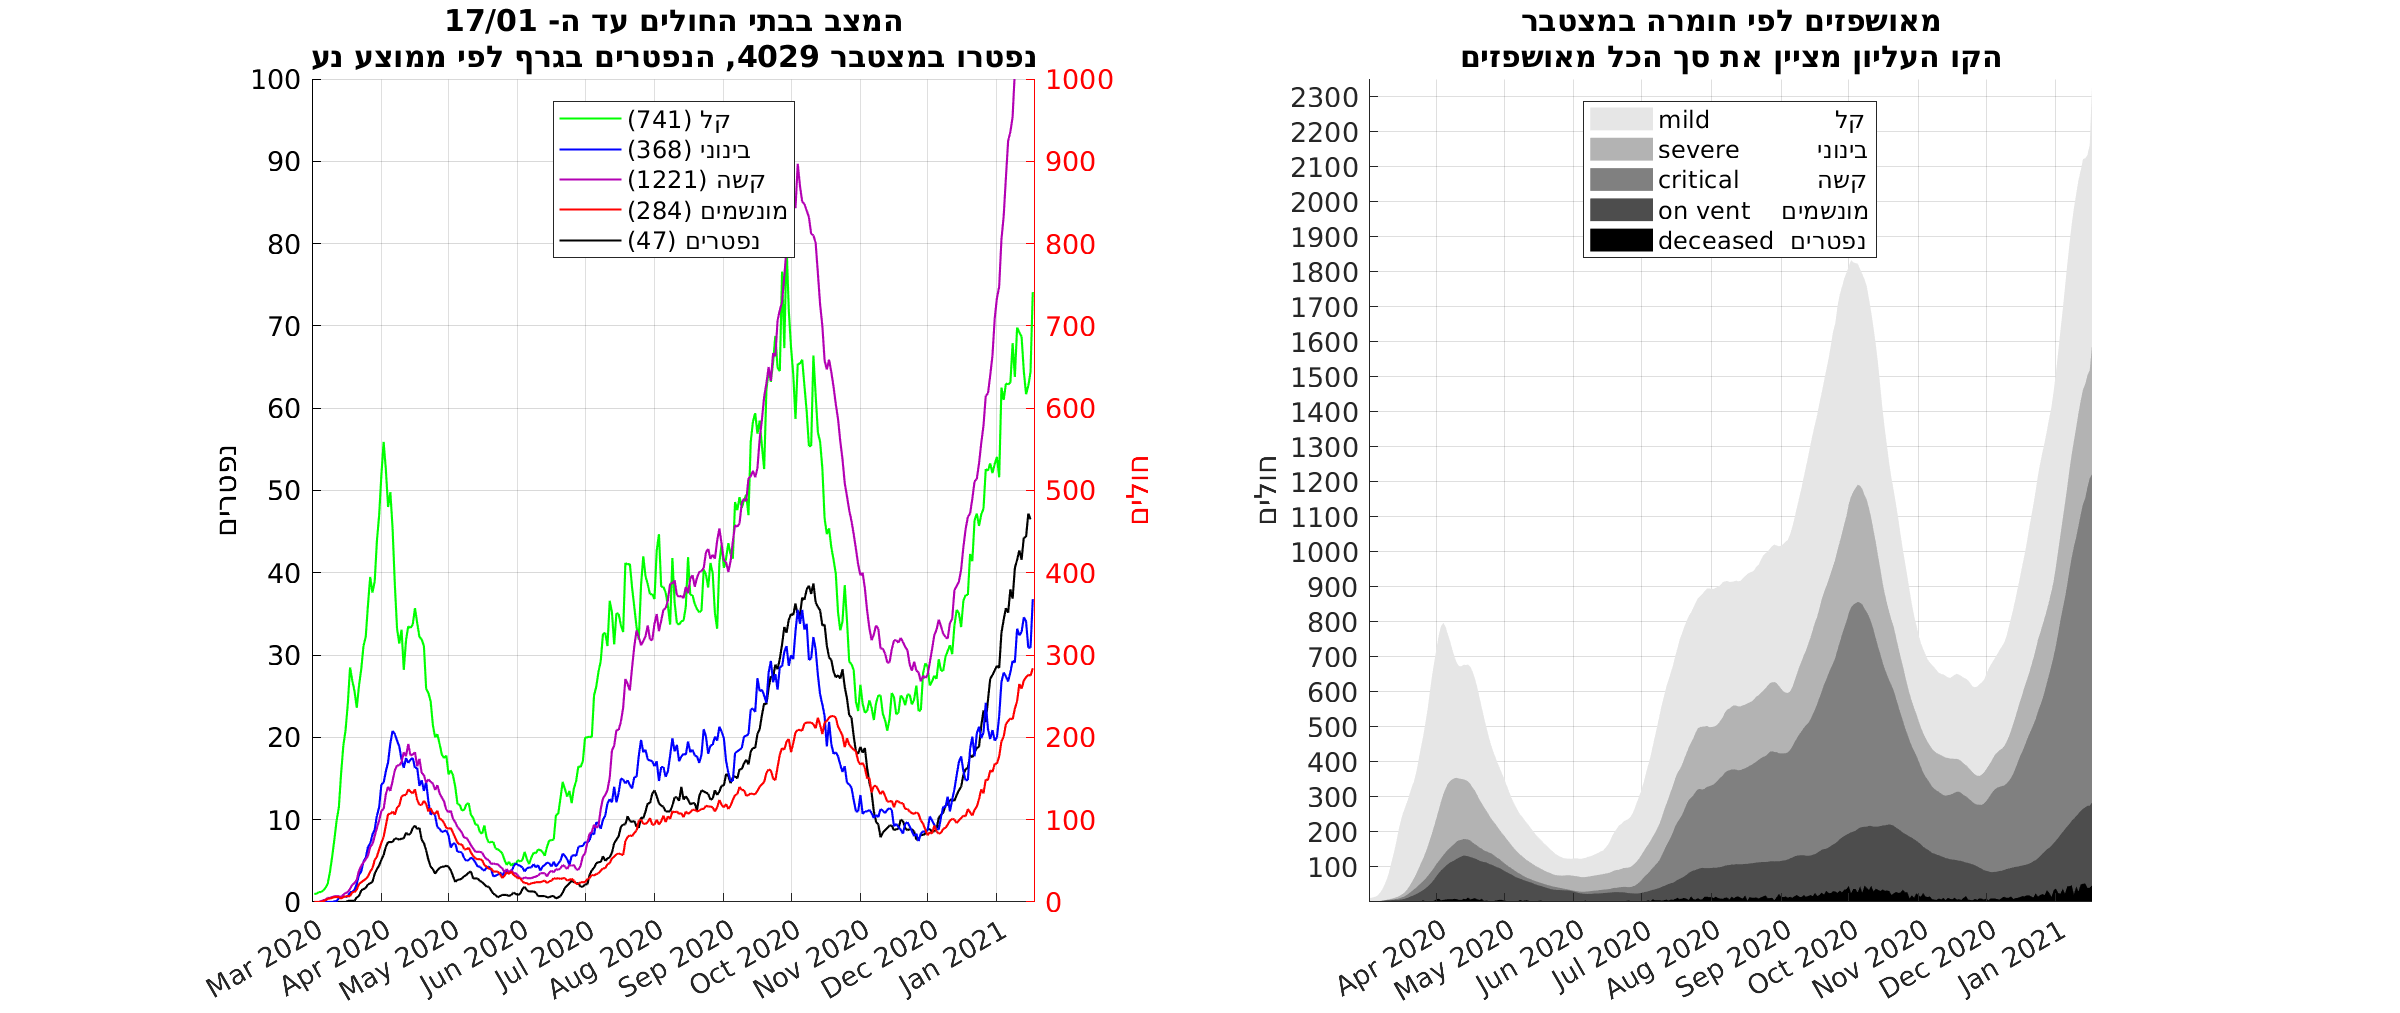 המצב בבתי החולים עד ה- 17/01
נפטרו במצטבר 4029, הנפטרים בגרף לפי ממוצע נע
100
90
80
70
60
50
40
30
20
10
0
נפטרים
קל (741)
בינוני (368)
קשה (1221)
מונשמים (284)
נפטרים (47)
1000
900
800
700
600
500
400
300
200
100
0
חולים
Mar 2020
Apr 2020
May 2020
Jun 2020
Jul 2020
Aug 2020
Sep 2020
Oct 2020
Nov 2020
Dec 2020
Jan 2021
מאושפזים לפי חומרה במצטבר
הקו העליון מציין את סך הכל מאושפזים
2300
2200
2100
2000
1900
1800
1700
1600
1500
1400
1300
1200
1100
1000
900
800
700
600
500
400
300
200
100
חולים
mild קל
severe בינוני
critical קשה
on vent מונשמים
deceased נפטרים
Apr 2020
May 2020
Jun 2020
Jul 2020
Aug 2020
Sep 2020
Oct 2020
Nov 2020
Dec 2020
Jan 2021